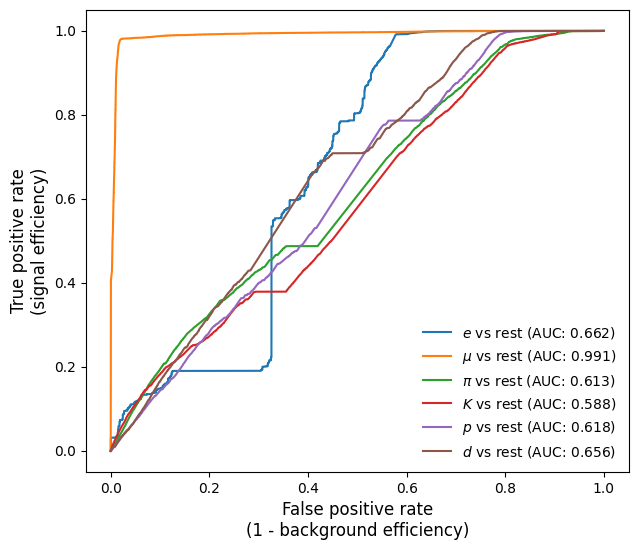 1.0
0.8
0.6
0.4
0.2
0.0
True positive rate
(signal efficiency)
e vs rest (AUC: 0.662)
μ vs rest (AUC: 0.991)
π vs rest (AUC: 0.613)
K vs rest (AUC: 0.588)
p vs rest (AUC: 0.618)
d vs rest (AUC: 0.656)
0.0 0.2 0.4 0.6 0.8 1.0
False positive rate
(1 - background efficiency)